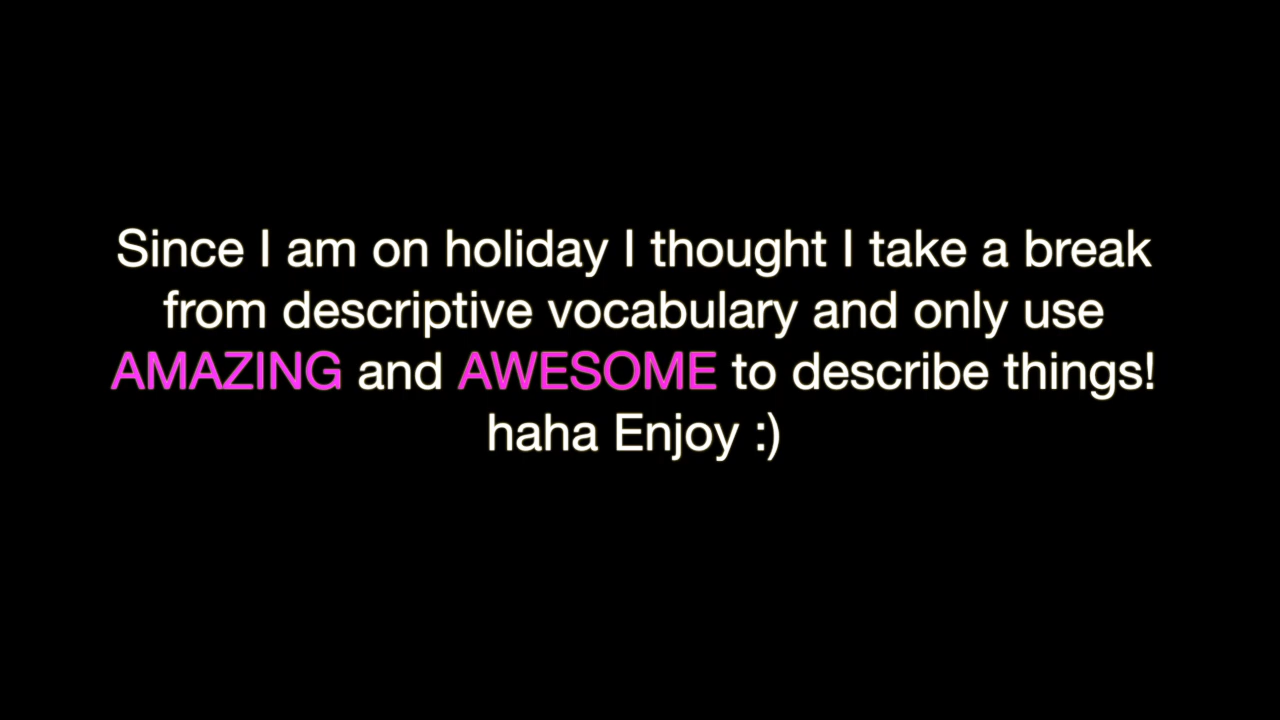 Since I am on holiday I thought I take a break
from descriptive vocabulary and only use
AMAZING and AWESOME to describe things!
haha Enjoy :)